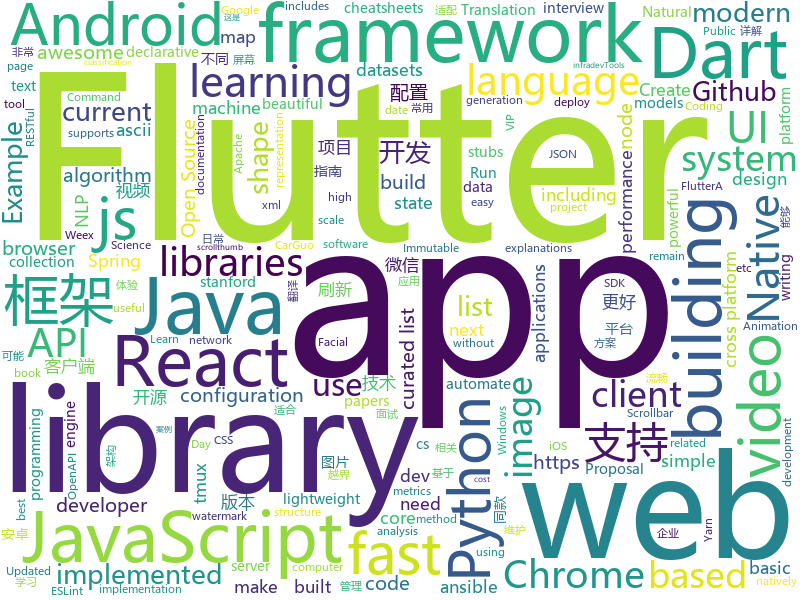 Flutter
app
library
web
framework
Android
Dart
modern
language
learning
awesome
declarative
cheatsheets
Translation
interview
includes
map
Natural
Google
适配
这是
屏幕
Public
详解
非常
classification
page
text
tool
Command
supports
RESTful
datasets
beautiful
machine
current
ascii
algorithm
Example
js
NLP
视频
browser
collection
Weex
Science
xml
日常
scrollthumb
Open Source
date
generation
VIP
Apache
representation
documentation
shape
libraries
Spring
API
Java
框架
React
客户端
体验
useful
翻译
Learn
可能
book
network
configuration
use
技术
开源
papers
Day
CSS
engine
OpenAPI
架构
案例
best
programming
developer
tmux
cs
相关
越界
metrics
基于
版本
图片
lightweight
core
method
watermark
structure
implementation
server
computer
analysis
管理
维护
学习
ESLint
安卓
JavaScript
implemented
make
built
code
fast
Python
ansible
using
cost
Yarn
企业
natively
Updated
Chrome
based
basic
https
Proposal
simple
dev
need
automate
related
Windows
without
stanford
适合
面试
Facial
CarGuo
software
scale
high
easy
JSON
project
infradevTools
stubs
Run
data
build
state
Immutable
explanations
remain
etc
能够
writing
FlutterA
powerful
design
platform
Create
Github
UI
system
node
performance
including
配置
不同
常用
deploy
models
Coding
项目
指南
开发
微信
刷新
list
next
applications
更好
平台
方案
SDK
应用
cross platform
building
Native
video
image
client
curated list
支持
同款
iOS
流畅
Scrollbar
Animation
development